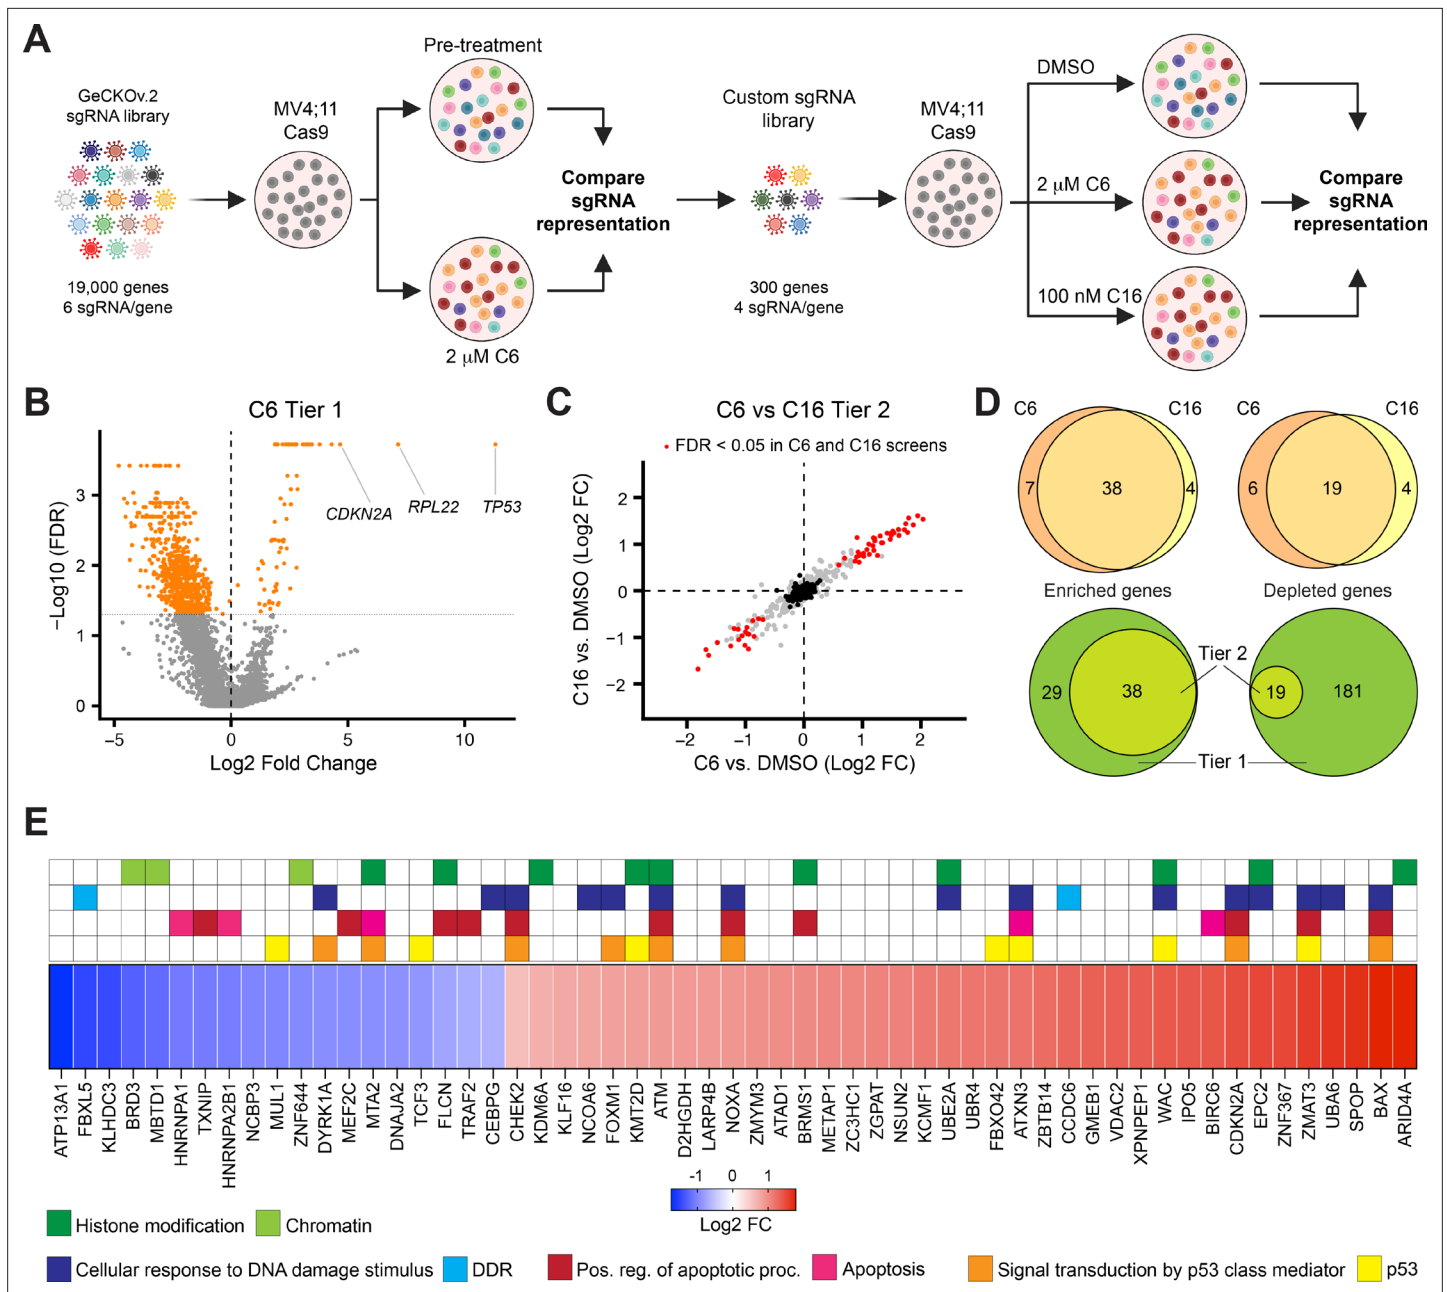 A
GeCKOv.2
sgRNA library
19,000 genes
6 sgRNA/gene
MV4;11
Cas9
Pre-treatment
2 μM C6
Compare
sgRNA
representation
Custom sgRNA
library
300 genes
4 sgRNA/gene
MV4;11
Cas9
DMSO
2 μM C6
100 nM C16
Compare
sgRNA
representation
B
C6 Tier 1
−Log10 (FDR)
3
2
1
0
−5
0
5
10
Log2 Fold Change
CDKN2A
RPL22
TP53
C
C6 vs C16 Tier 2
FDR < 0.05 in C6 and C16 screens
C16 vs. DMSO (Log2 FC)
2
1
0
−1
−2
−2
−1
0
1
2
C6 vs. DMSO (Log2 FC)
D
C6
C16
7
38
4
Enriched genes
C6
C16
6
19
4
Depleted genes
29
38
Tier 2
19
181
Tier 1
E
ATP13A1
FBXL5
KLHDC3
BRD3
MBTD1
HNRNPA1
TXNIP
HNRNPA2B1
NCBP3
MUL1
ZNF644
DYRK1A
MEF2C
MTA2
DNAJA2
TCF3
FLCN
TRAF2
CEBPG
CHEK2
KDM6A
KLF16
NCOA6
FOXM1
KMT2D
ATM
D2HGDH
LARP4B
NOXA
ZMYM3
ATAD1
BRMS1
METAP1
ZC3HC1
ZGPAT
NSUN2
KCMF1
UBE2A
UBR4
FBXO42
ATXN3
ZBTB14
CCDC6
GMEB1
VDAC2
XPNPEP1
WAC
IPO5
BIRC6
CDKN2A
EPC2
ZNF367
ZMAT3
UBA6
SPOP
BAX
ARID4A
-1 0 1
Log2 FC
Histone modification
Chromatin
Cellular response to DNA damage stimulus
DDR
Pos. reg. of apoptotic proc.
Apoptosis
Signal transduction by p53 class mediator
p53